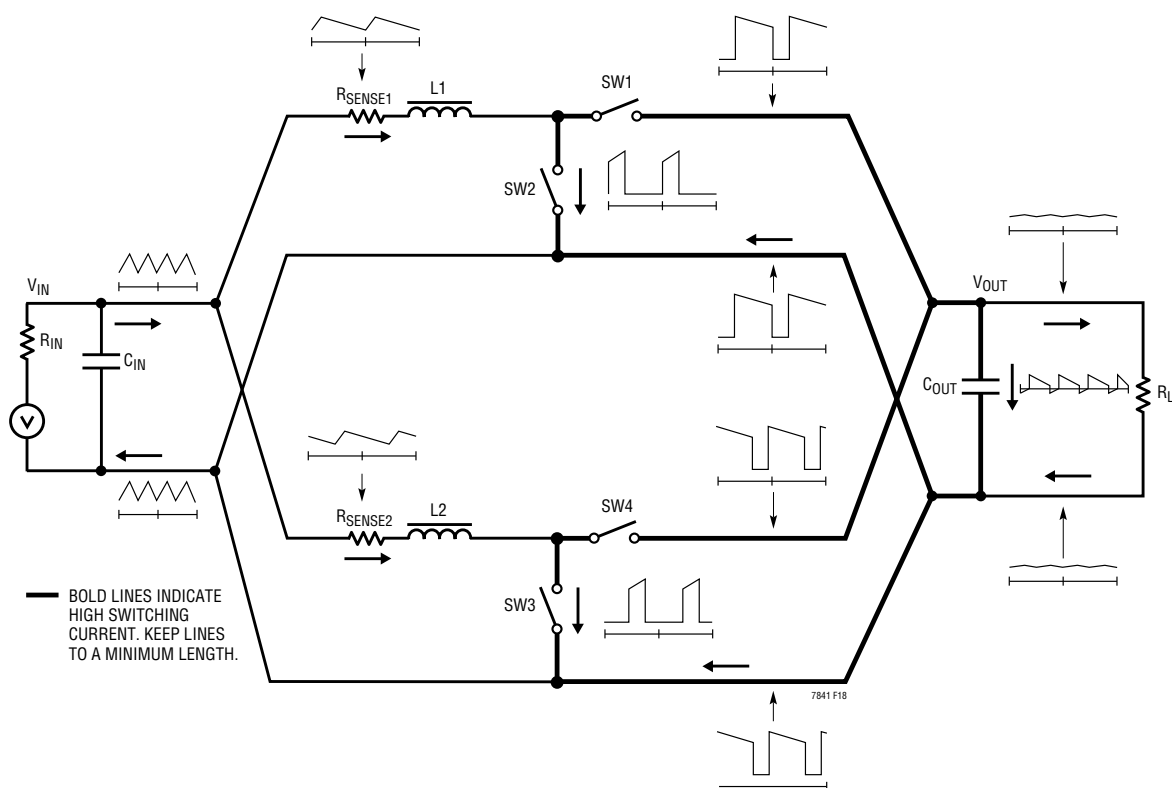 SW1
L1
RSENSE1
SW2
VIN
VOUT
RIN
CIN
COUT
RL
V
SW4
L2
RSENSE2
SW3
BOLD LINES INDICATE
HIGH SWITCHING
CURRENT. KEEP LINES
TO A MINIMUM LENGTH.
7841 F18